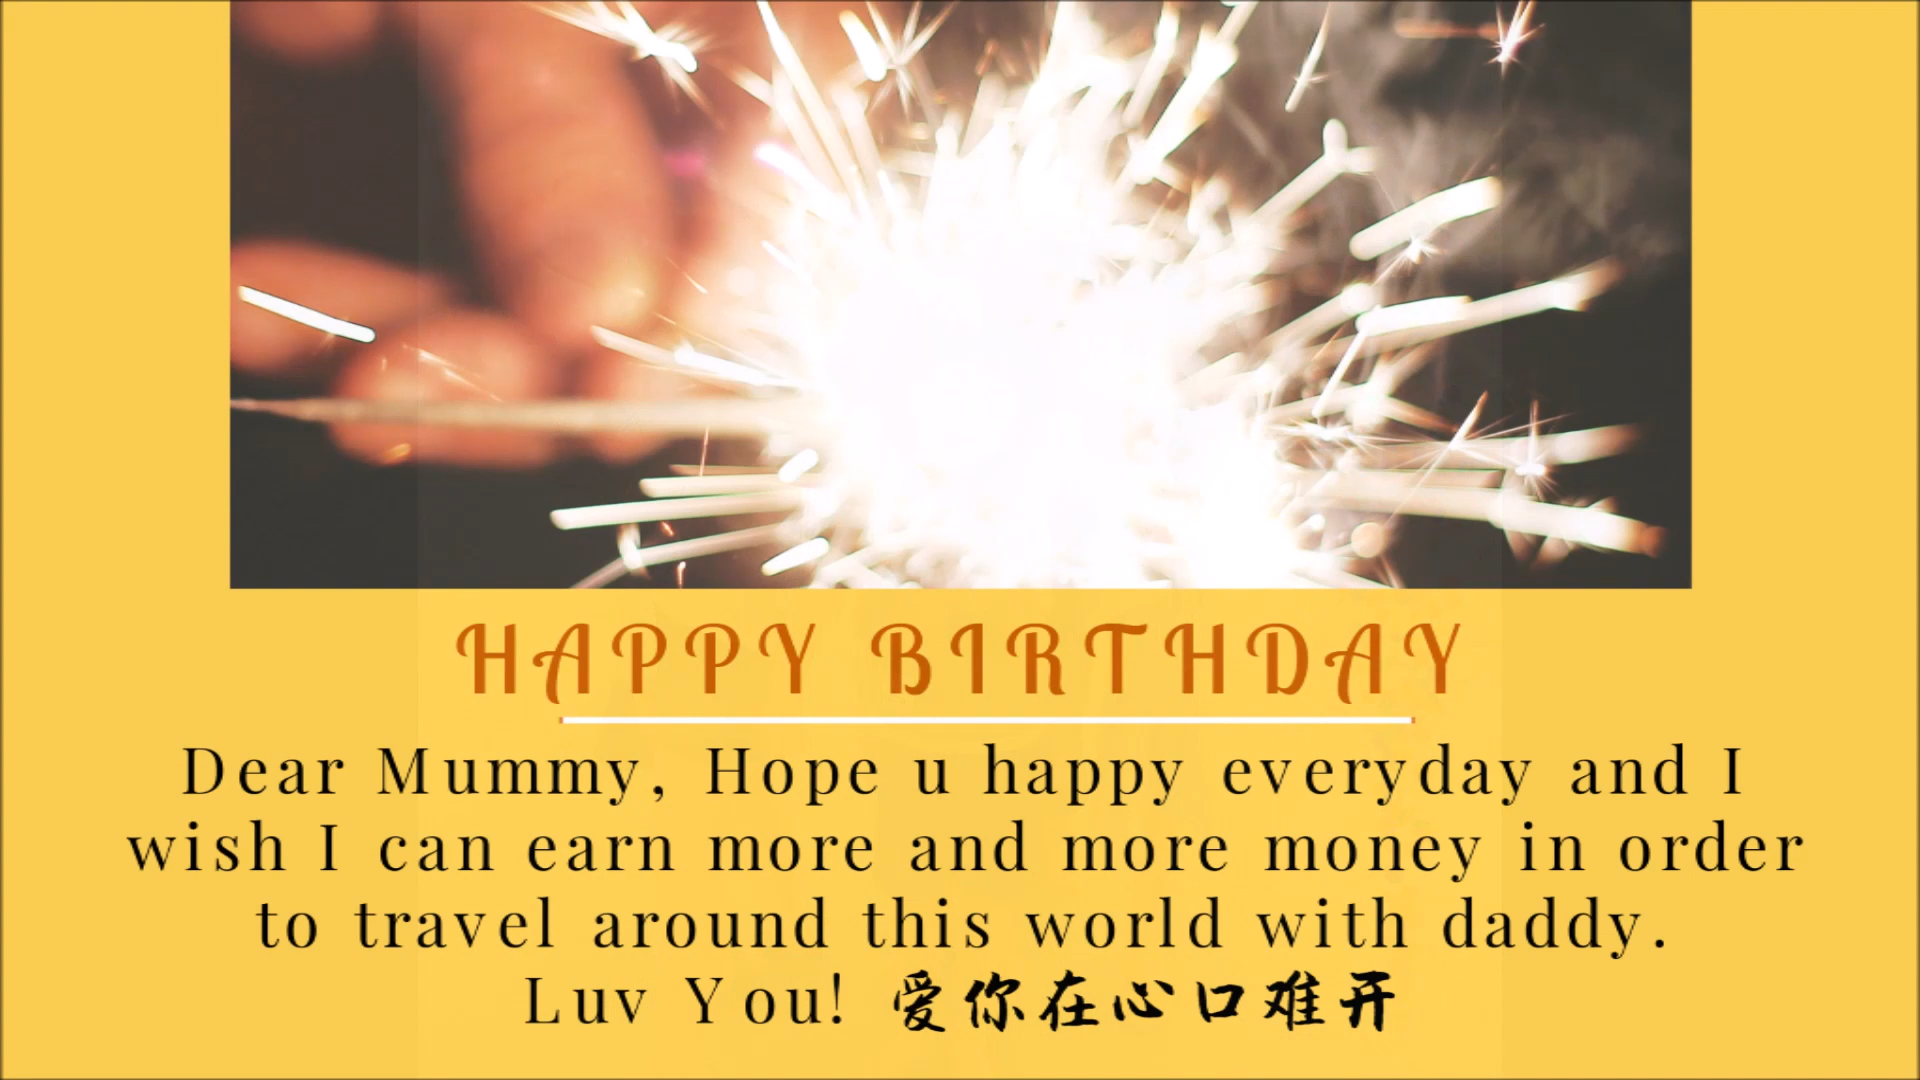 HAPPY BIRTHDAY
Dear Mummy, Hope u happy everyday and I
wish I can earn more and more money in order
to travel around this world with daddy.
Luv You! 爱你在心口难开